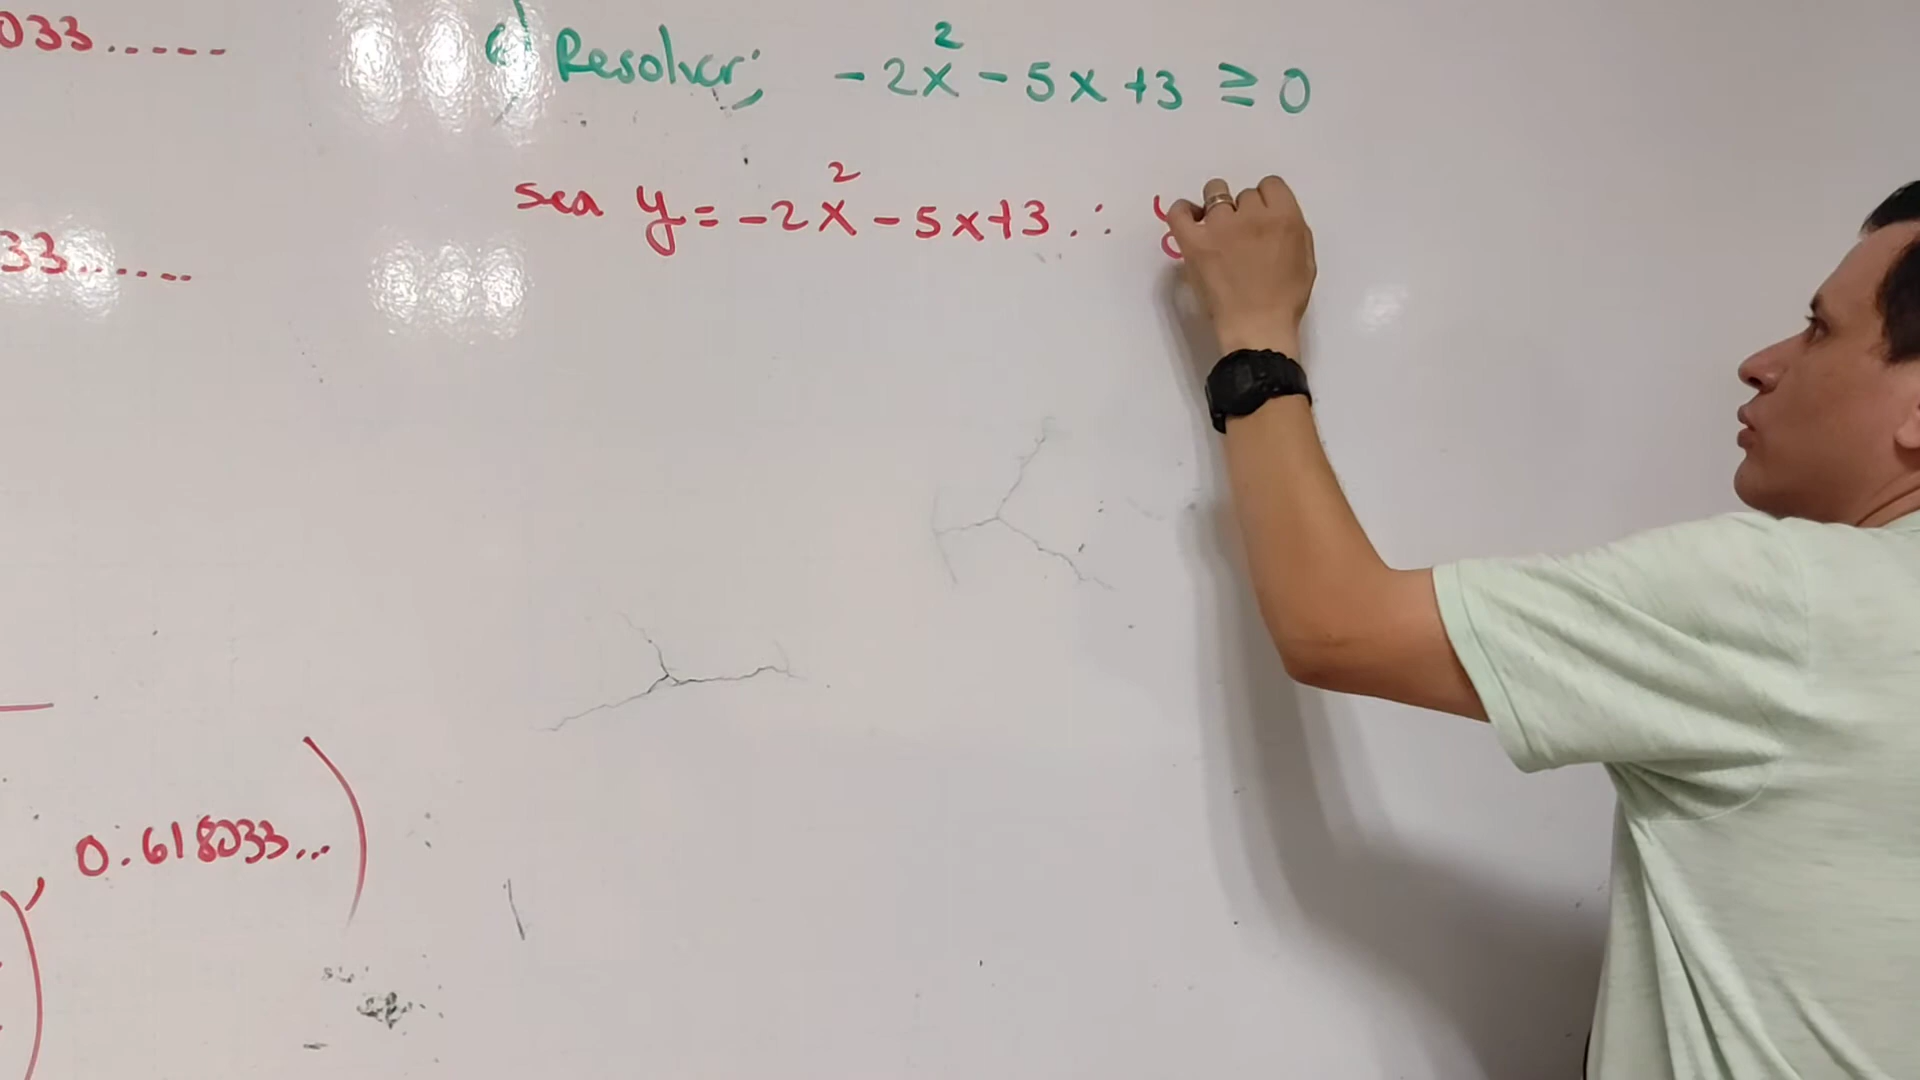 033.....
c) Resolver; -2x² - 5x + 3 ≥ 0
sea y = -2x² - 5x + 3 ∴ y
33......
0.618033...)